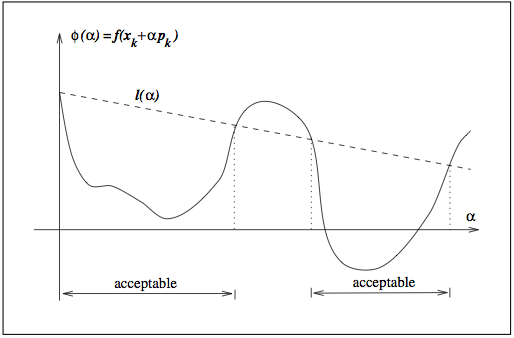 ϕ(α) = f(x_k + αp_k)
l(α)
α
acceptable
acceptable